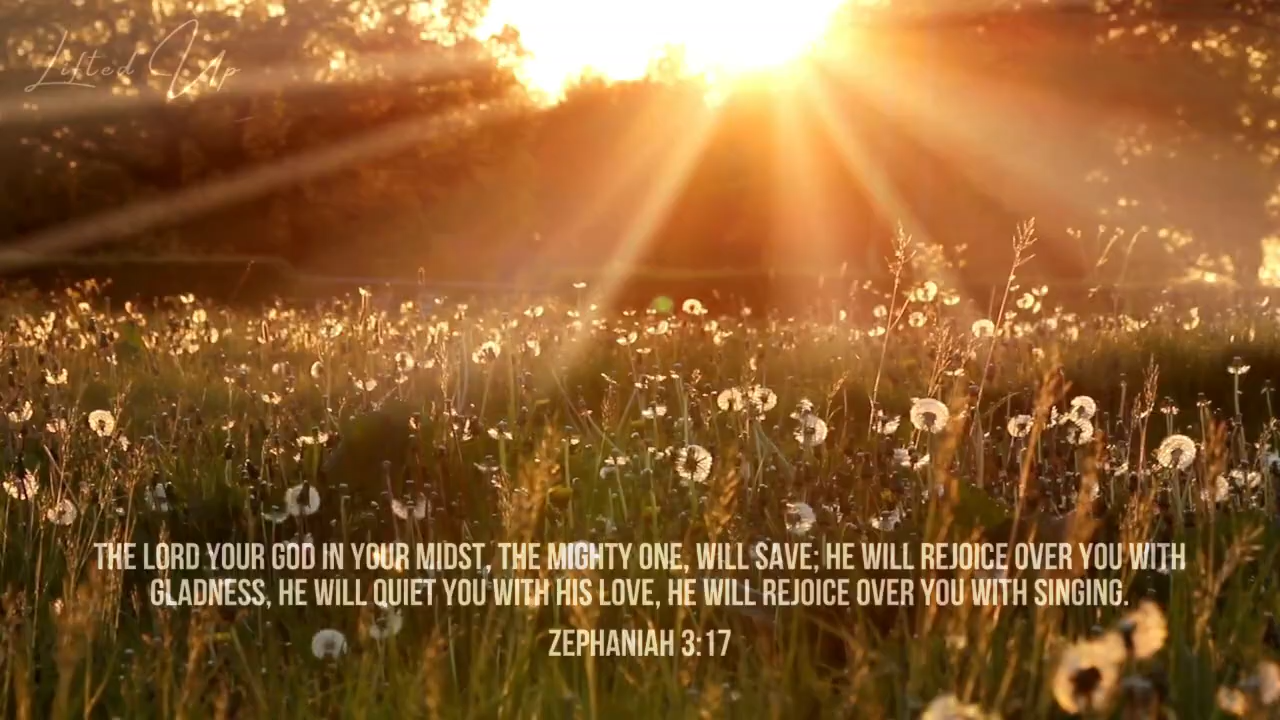 Lifted Up
THE LORD YOUR GOD IN YOUR MIDST, THE MIGHTY ONE, WILL SAVE; HE WILL REJOICE OVER YOU WITH
GLADNESS, HE WILL QUIET YOU WITH HIS LOVE, HE WILL REJOICE OVER YOU WITH SINGING.
ZEPHANIAH 3:17